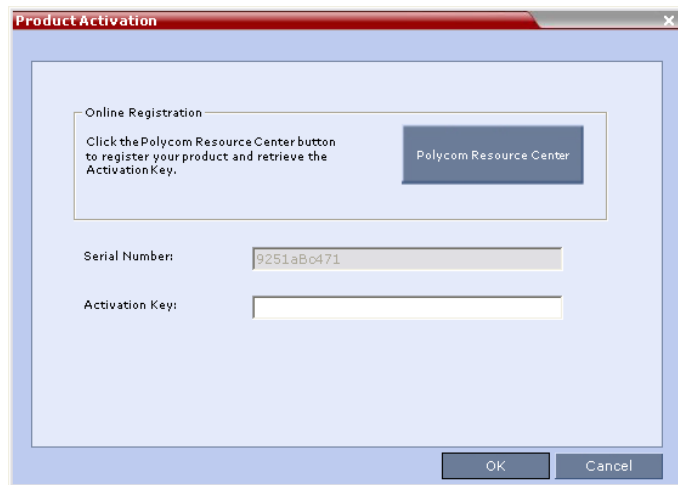 Product Activation
Online Registration
Click the Polycom Resource Center button
to register your product and retrieve the
Activation Key.
Polycom Resource Center
Serial Number:
9251aBc471
Activation Key:
OK
Cancel